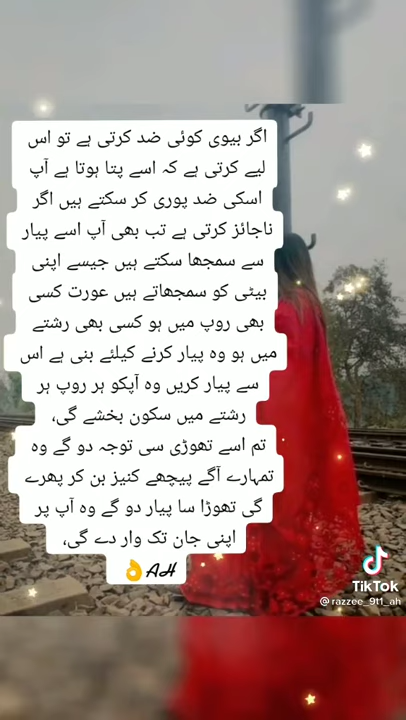 اگر بیوی کوئی ضد کرتی ہے تو اس
لیے کرتی ہے کہ اسے پتا ہوتا ہے آپ
اسکی ضد پوری کر سکتے ہیں اگر
ناجائز کرتی ہے تب بھی آپ اسے پیار
سے سمجھا سکتے ہیں جیسے اپنی
بیٹی کو سمجھاتے ہیں عورت کسی
بھی روپ میں ہو کسی بھی رشتے
میں ہو وہ پیار کرنے کیلئے بنی ہے اس
سے پیار کریں وہ آپکو ہر روپ ہر
رشتے میں سکون بخشے گی،
تم اسے تھوڑی سی توجہ دو گے وہ
تمہارے آگے پیچھے کنیز بن کر پھرے
گی تھوڑا سا پیار دو گے وہ آپ پر
اپنی جان تک وار دے گی،
👌AH
TikTok
@razzee_911_ah